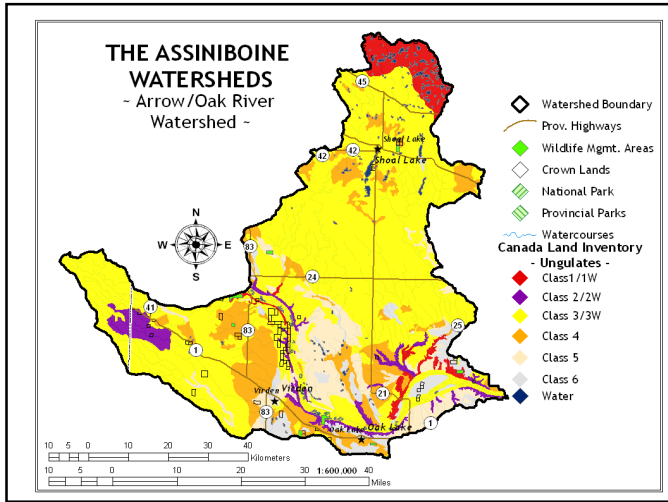 THE ASSINIBOINE
WATERSHEDS
~ Arrow/Oak River
Watershed ~
45
Shoal Lake
42
Shoal Lake
42
N
W E
S
83
24
41
1
83
25
Virden
Virden
21
83
Oak Lake
Oak Lake
1
Watershed Boundary
Prov. Highways
Wildlife Mgmt. Areas
Crown Lands
National Park
Provincial Parks
Watercourses
Canada Land Inventory
- Ungulates -
Class1/1W
Class 2/2W
Class 3/3W
Class 4
Class 5
Class 6
Water
10 5 0 10 20 30 40
Kilometers
1:600,000
10 5 0 10 20 30 40
Miles